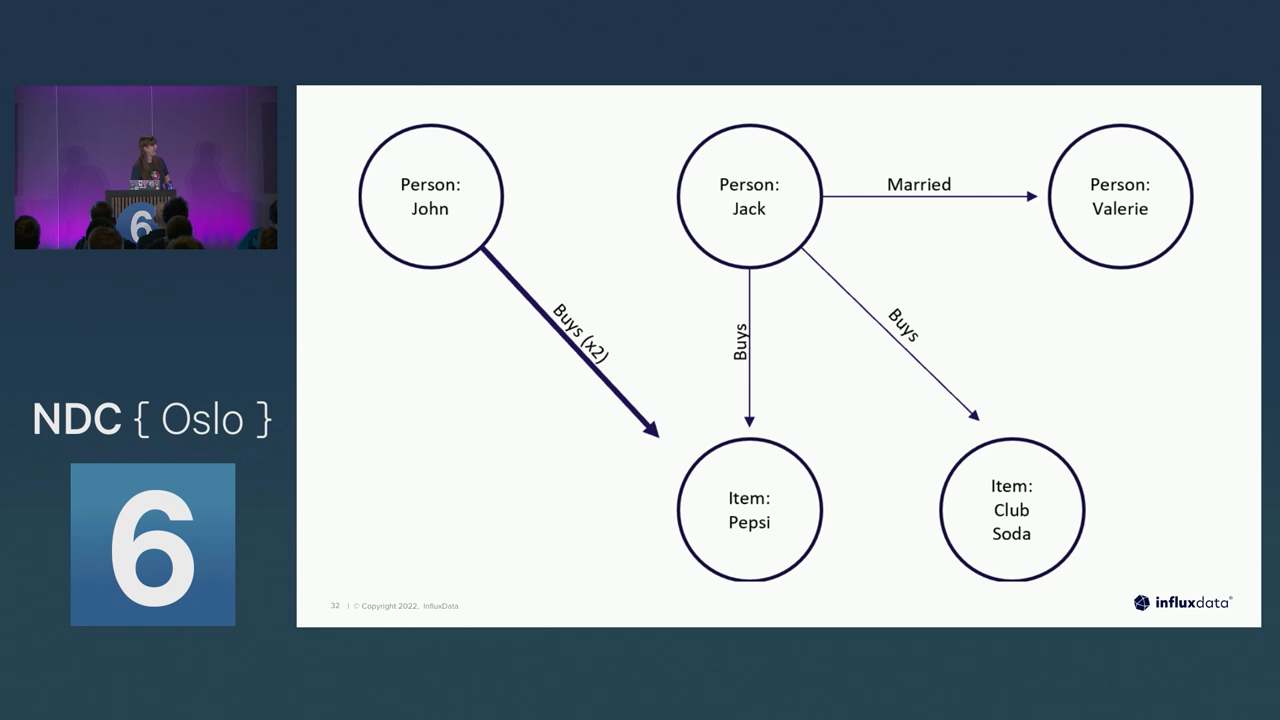 Person:
John
Person:
Jack
Married
Person:
Valerie
Buys (x2)
Buys
Buys
Item:
Pepsi
Item:
Club
Soda
32 | © Copyright 2022, InfluxData
influxdata®
6
NDC { Oslo }
6